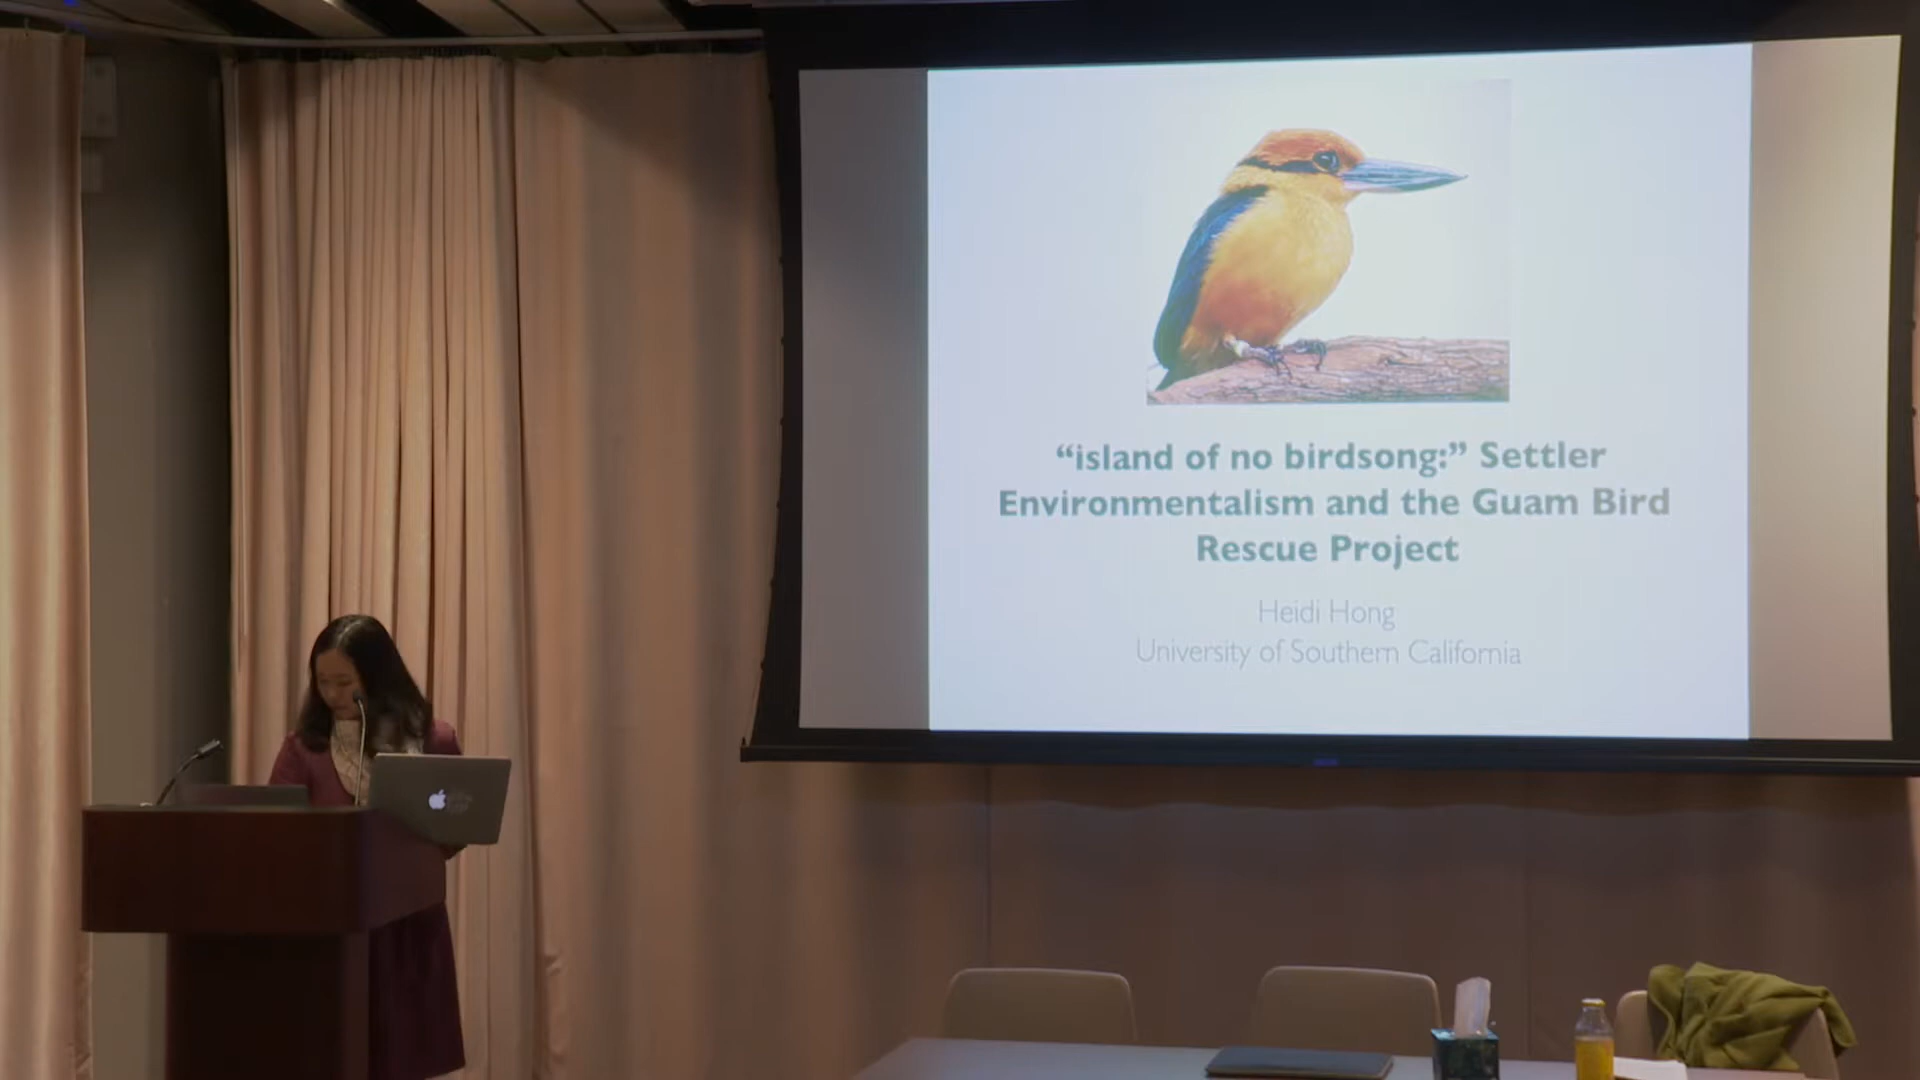 “island of no birdsong:” Settler
Environmentalism and the Guam Bird
Rescue Project
Heidi Hong
University of Southern California